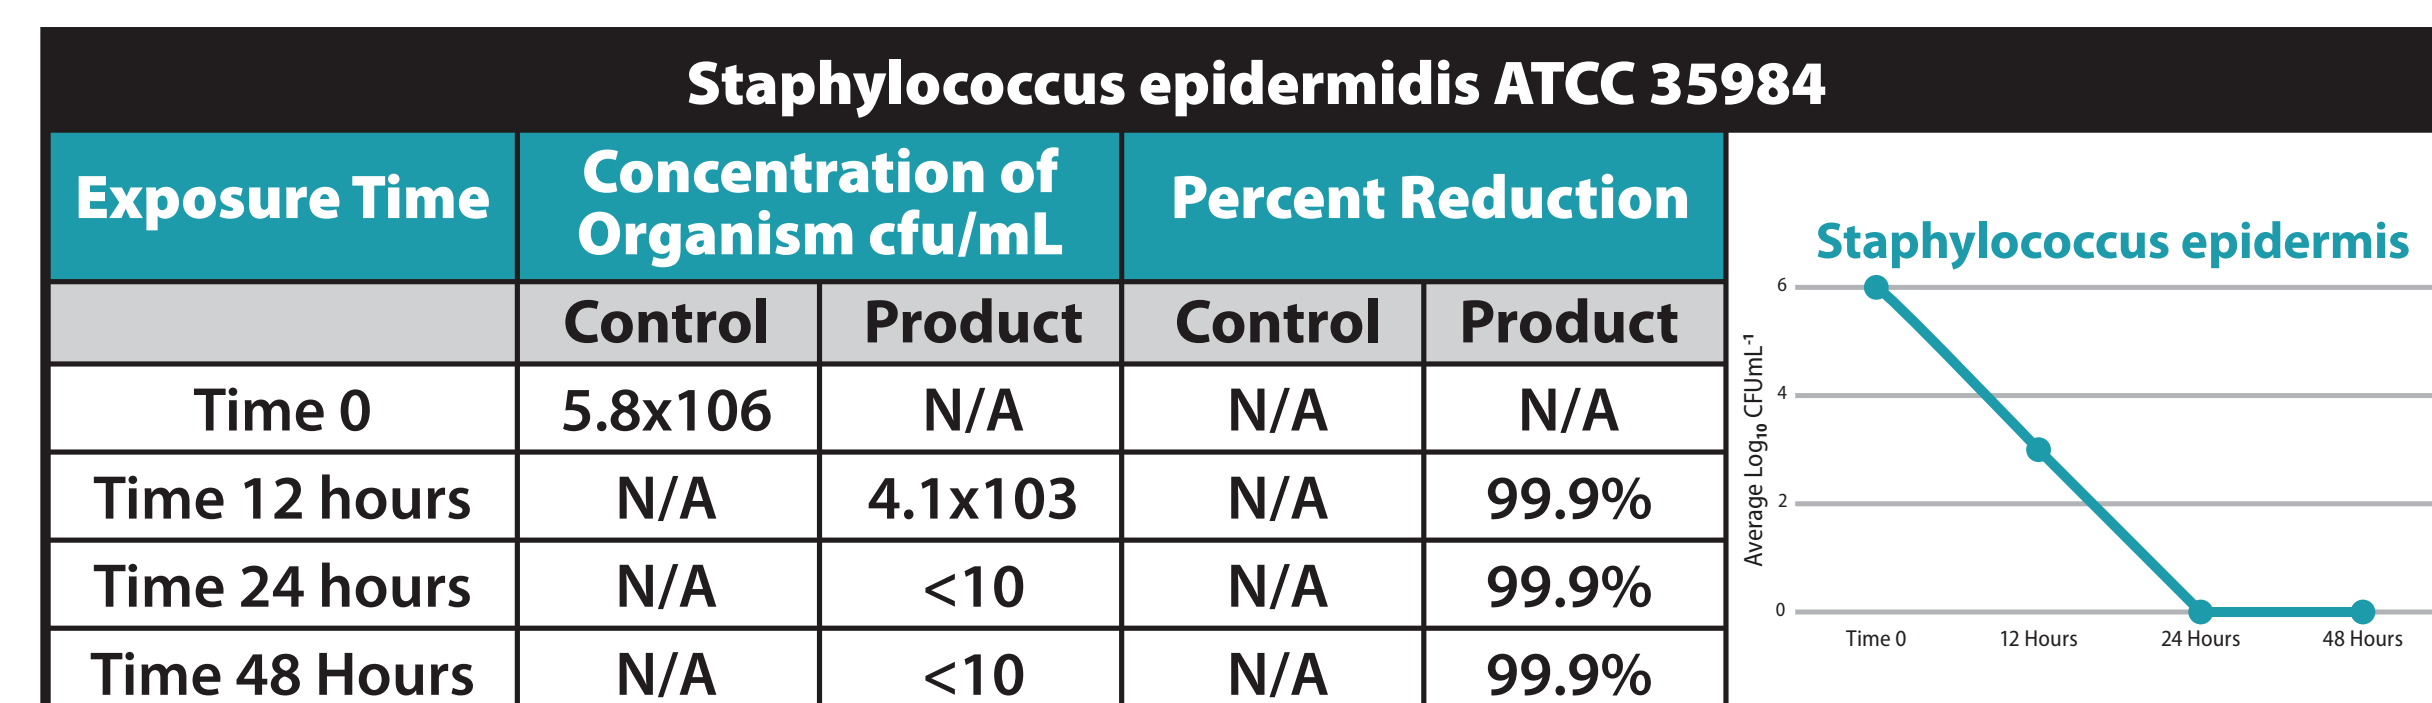 Staphylococcus epidermidis ATCC 35984
Exposure Time
Concentration of
Organism cfu/mL
Percent Reduction
Control Product Control Product
Time 0 5.8x106 N/A N/A N/A
Time 12 hours N/A 4.1x103 N/A 99.9%
Time 24 hours N/A <10 N/A 99.9%
Time 48 Hours N/A <10 N/A 99.9%
Staphylococcus epidermis
Average Log₁₀ CFUmL⁻¹
6
4
2
0
Time 0 12 Hours 24 Hours 48 Hours